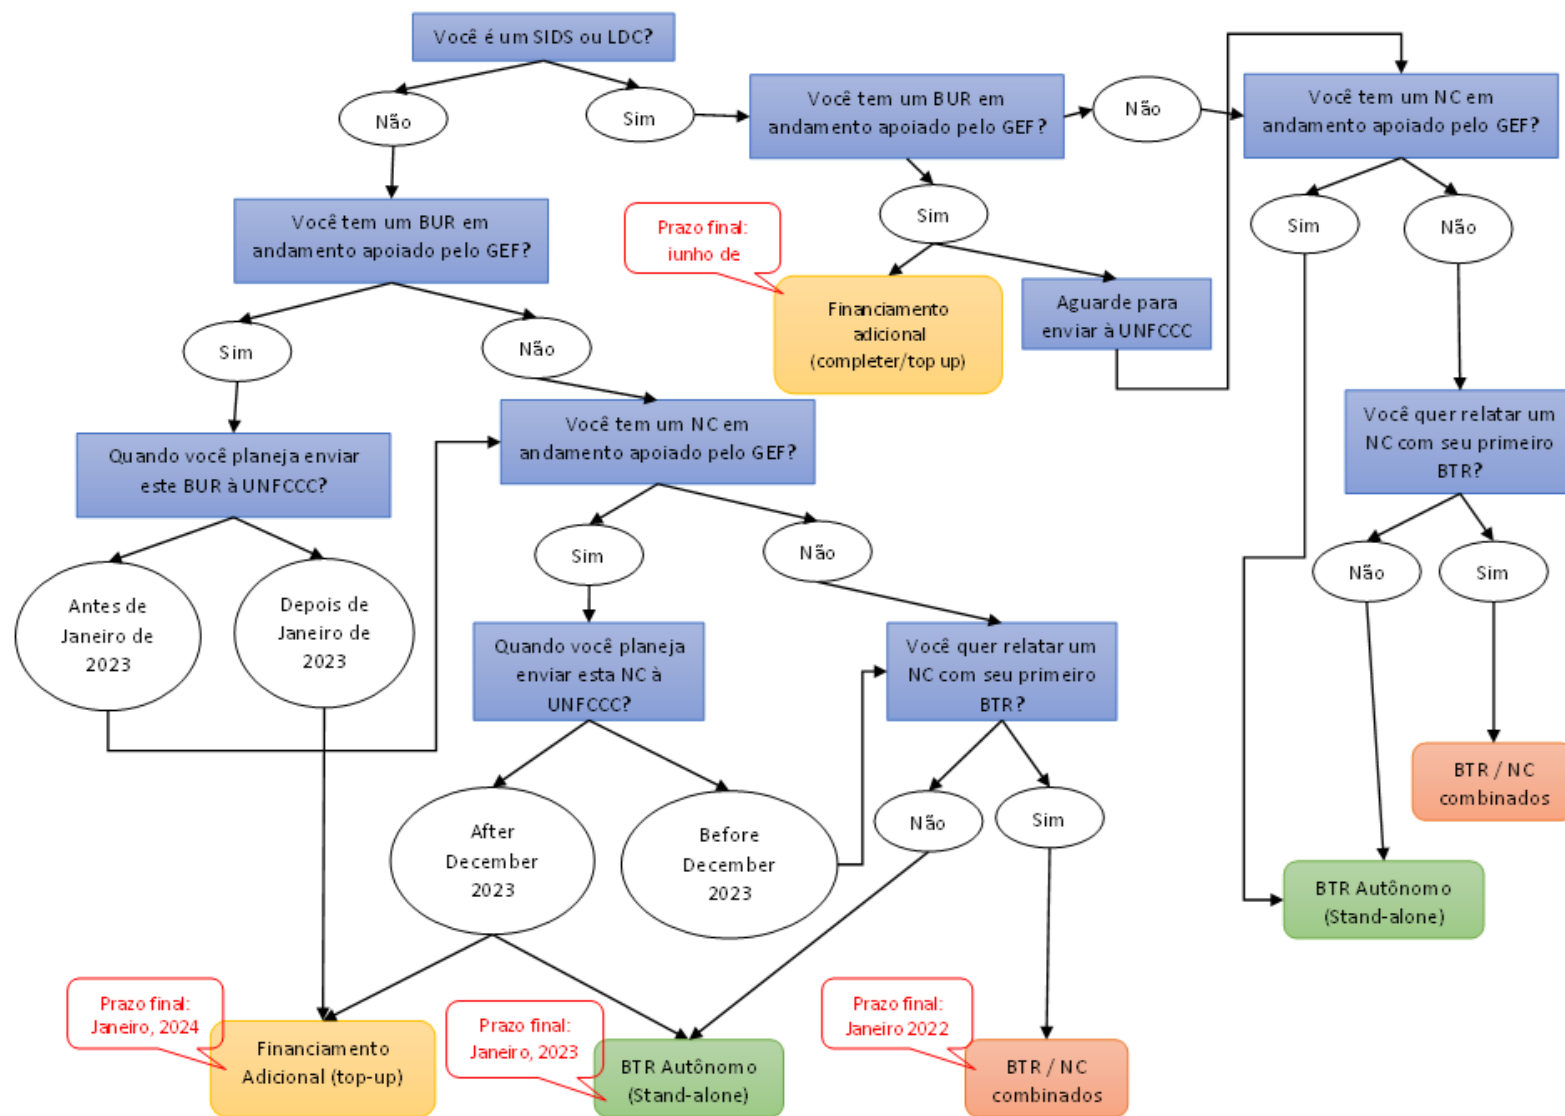 Você é um SIDS ou LDC?
Não
Sim
Você tem um BUR em
andamento apoiado pelo GEF?
Não
Você tem um NC em
andamento apoiado pelo GEF?
Sim
Sim
Não
Você tem um BUR em
andamento apoiado pelo GEF?
Prazo final:
iunho de
Financiamento
adicional
(completer/top up)
Aguarde para
enviar à UNFCCC
Sim
Não
Você quer relatar um
NC com seu primeiro
BTR?
Você tem um NC em
andamento apoiado pelo GEF?
Quando você planeja enviar
este BUR à UNFCCC?
Sim
Não
Não
Sim
Antes de
Janeiro de
2023
Depois de
Janeiro de
2023
Quando você planeja
enviar esta NC à
UNFCCC?
Você quer relatar um
NC com seu primeiro
BTR?
BTR / NC
combinados
After
December
2023
Before
December
2023
Não
Sim
BTR Autônomo
(Stand-alone)
Prazo final:
Janeiro, 2024
Financiamento
Adicional (top-up)
Prazo final:
Janeiro, 2023
BTR Autônomo
(Stand-alone)
Prazo final:
Janeiro 2022
BTR / NC
combinados